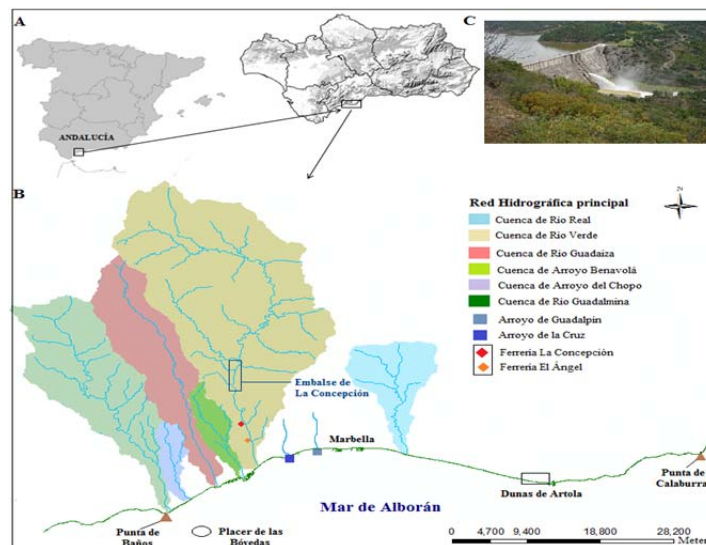 A
C
ANDALUCÍA
B
Red Hidrográfica principal
Cuenca de Río Real
Cuenca de Río Verde
Cuenca de Río Guadaiza
Cuenca de Arroyo Benavolá
Cuenca de Arroyo del Chopo
Cuenca de Río Guadalmina
Arroyo de Guadalpín
Arroyo de la Cruz
Ferrería La Concepción
Ferrería El Ángel
Embalse de
La Concepción
Marbella
Punta de
Calaburra
Dunas de Artola
Mar de Alborán
Punta de
Baños
Placer de las
Bóvedas
0 4,700 9,400 18,800 28,200
Meter